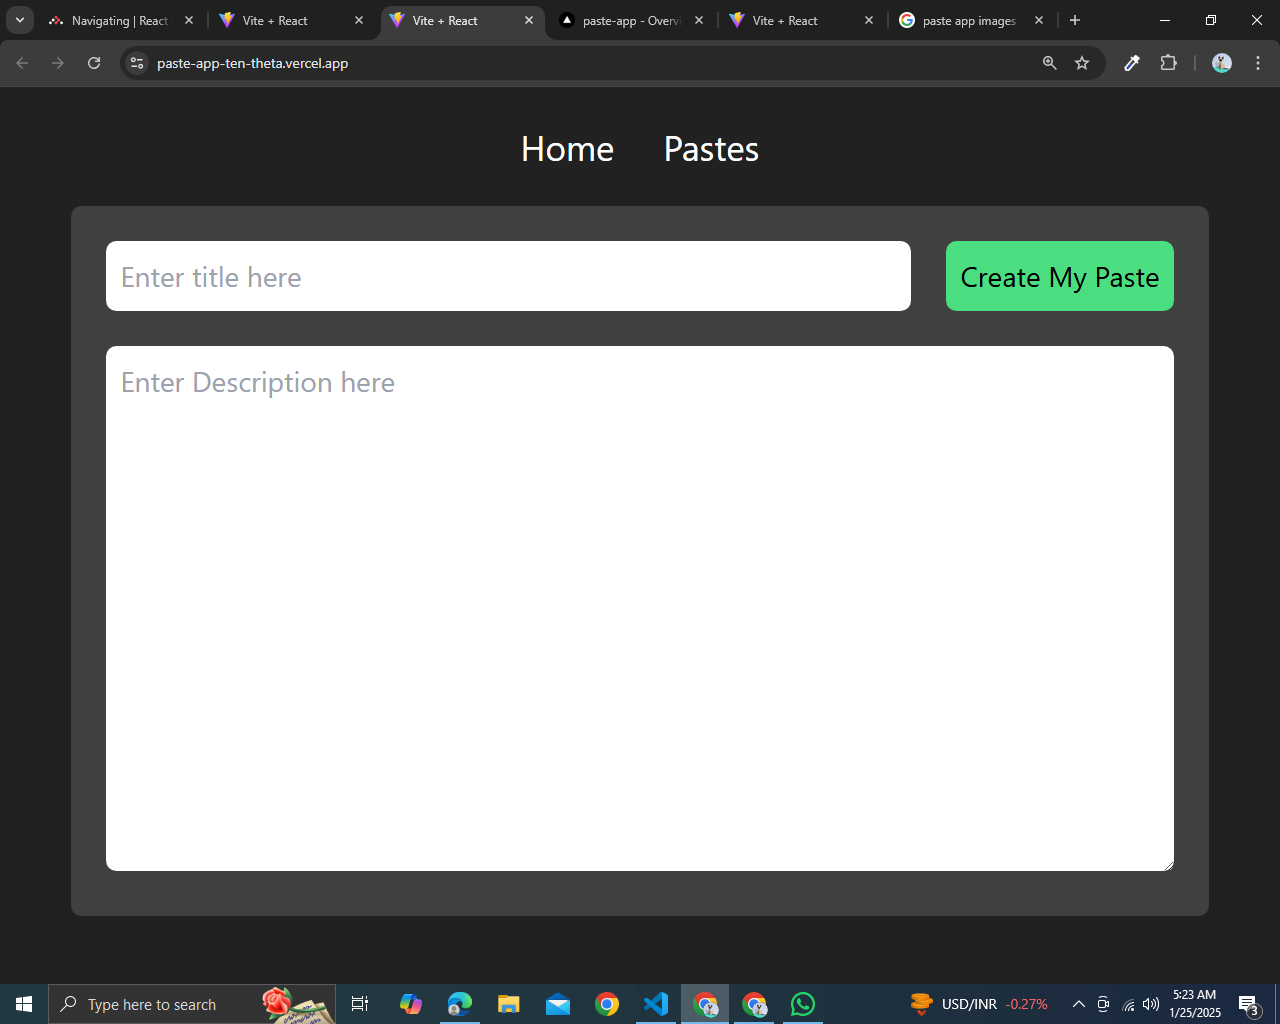 Navigating | React
Vite + React
Vite + React
paste-app - Overvi
Vite + React
paste app images
paste-app-ten-theta.vercel.app
Home
Pastes
Enter title here
Create My Paste
Enter Description here
Type here to search
USD/INR -0.27%
5:23 AM
1/25/2025
3